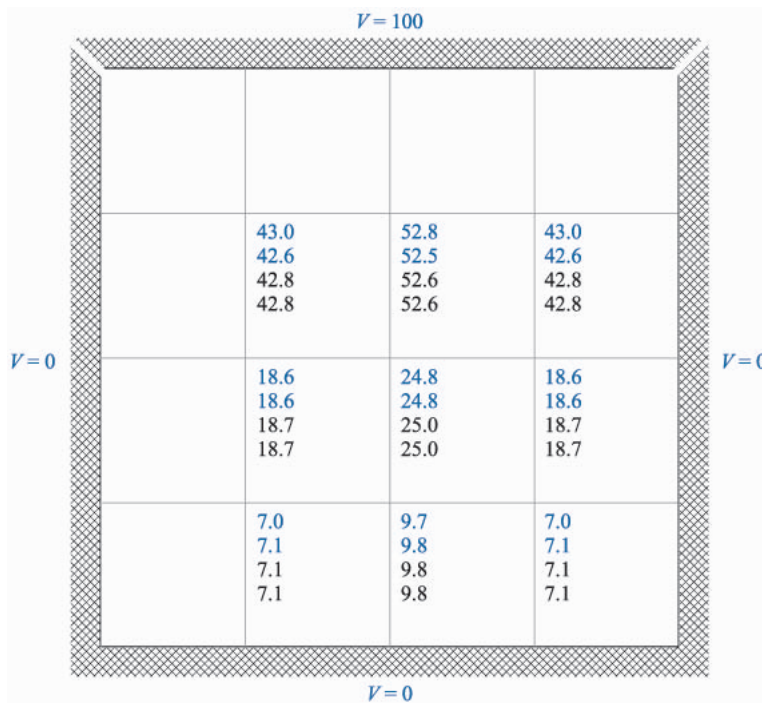 V = 100
43.0 52.8 43.0
42.6 52.5 42.6
42.8 52.6 42.8
42.8 52.6 42.8
V = 0 V = 0
18.6 24.8 18.6
18.6 24.8 18.6
18.7 25.0 18.7
18.7 25.0 18.7
7.0 9.7 7.0
7.1 9.8 7.1
7.1 9.8 7.1
7.1 9.8 7.1
V = 0